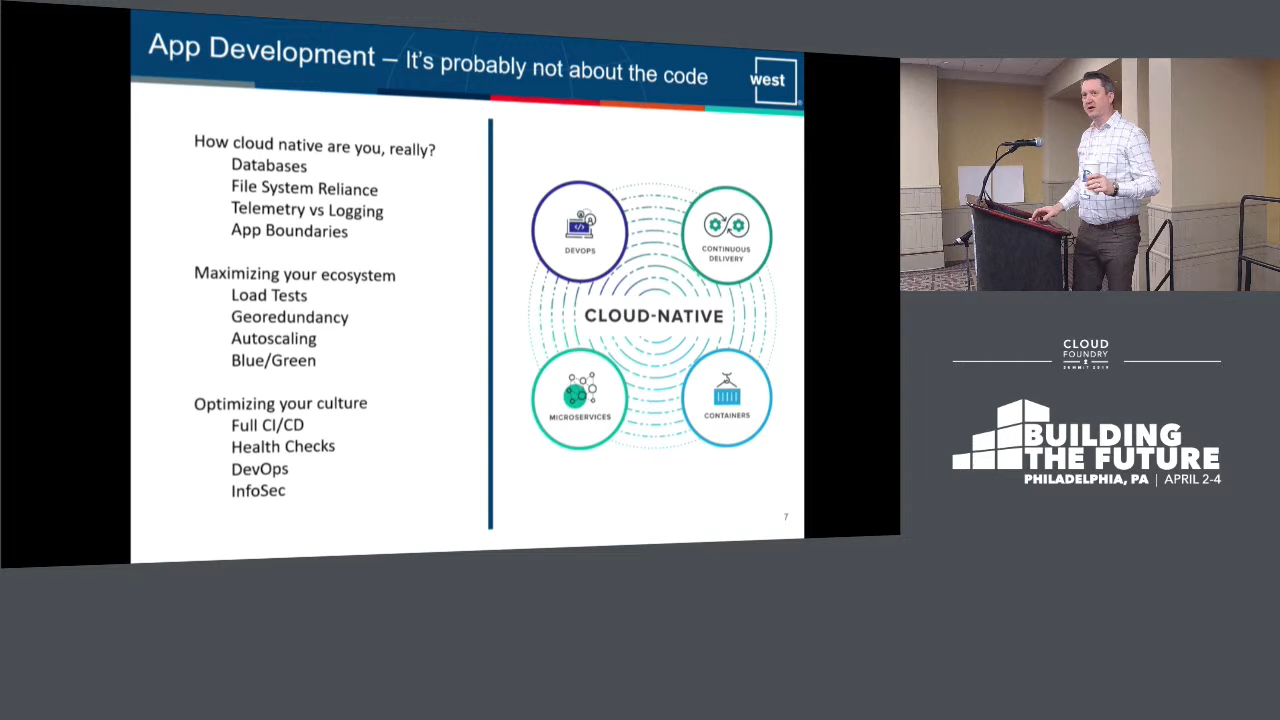 App Development – It's probably not about the code
west
How cloud native are you, really?
Databases
File System Reliance
Telemetry vs Logging
App Boundaries
Maximizing your ecosystem
Load Tests
Georedundancy
Autoscaling
Blue/Green
Optimizing your culture
Full CI/CD
Health Checks
DevOps
InfoSec
DEVOPS
CONTINUOUS
DELIVERY
CLOUD-NATIVE
MICROSERVICES
CONTAINERS
7
CLOUD
FOUNDRY
SUMMIT 2019
BUILDING
THE FUTURE
PHILADELPHIA, PA | APRIL 2-4